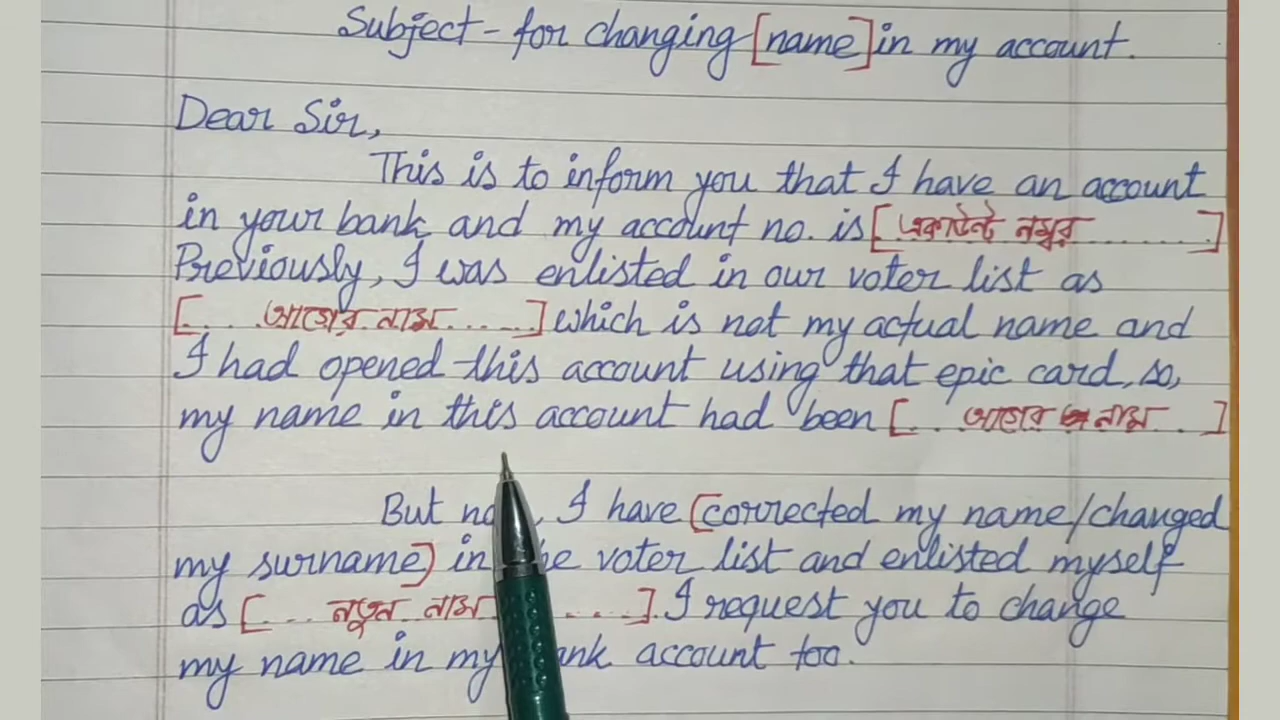 Subject - for changing [name] in my account.
Dear Sir,
This is to inform you that I have an account
in your bank and my account no. is [ একাউন্ট নম্বর ........ ]
Previously, I was enlisted in our voter list as
[ ... আগের নাম ..... ] which is not my actual name and
I had opened this account using that epic card, so,
my name in this account had been [ .. আগের নাম .. ]
But , I have [corrected my name/changed
my surname] in voter list and enlisted myself
as [ ... নতুন নাম .... ]. I request you to change
my name in my account too.